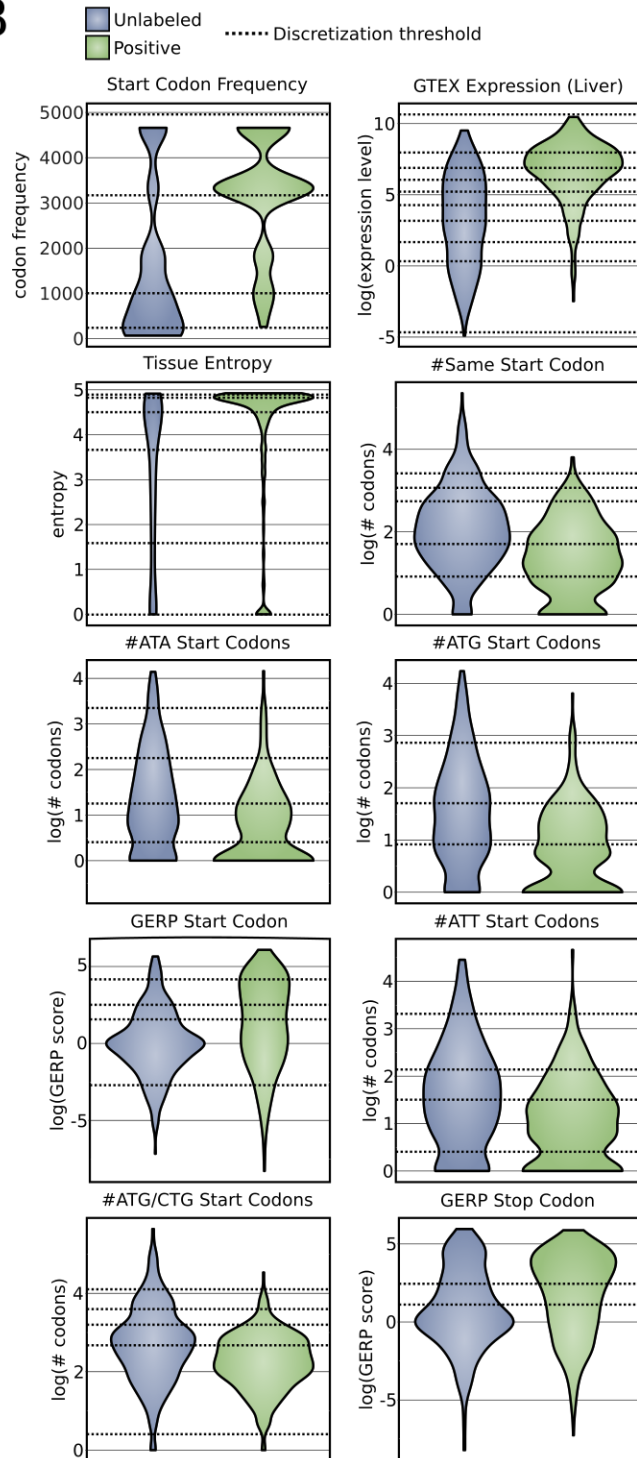 B
Unlabeled
Positive
Discretization threshold
Start Codon Frequency
codon frequency
5000
4000
3000
2000
1000
0
GTEX Expression (Liver)
log(expression level)
10
5
0
-5
Tissue Entropy
entropy
5
4
3
2
1
0
#Same Start Codon
log(# codons)
4
2
0
#ATA Start Codons
log(# codons)
4
3
2
1
0
#ATG Start Codons
log(# codons)
4
3
2
1
0
GERP Start Codon
log(GERP score)
5
0
-5
#ATT Start Codons
log(# codons)
4
3
2
1
0
#ATG/CTG Start Codons
log(# codons)
4
2
0
GERP Stop Codon
log(GERP score)
5
0
-5